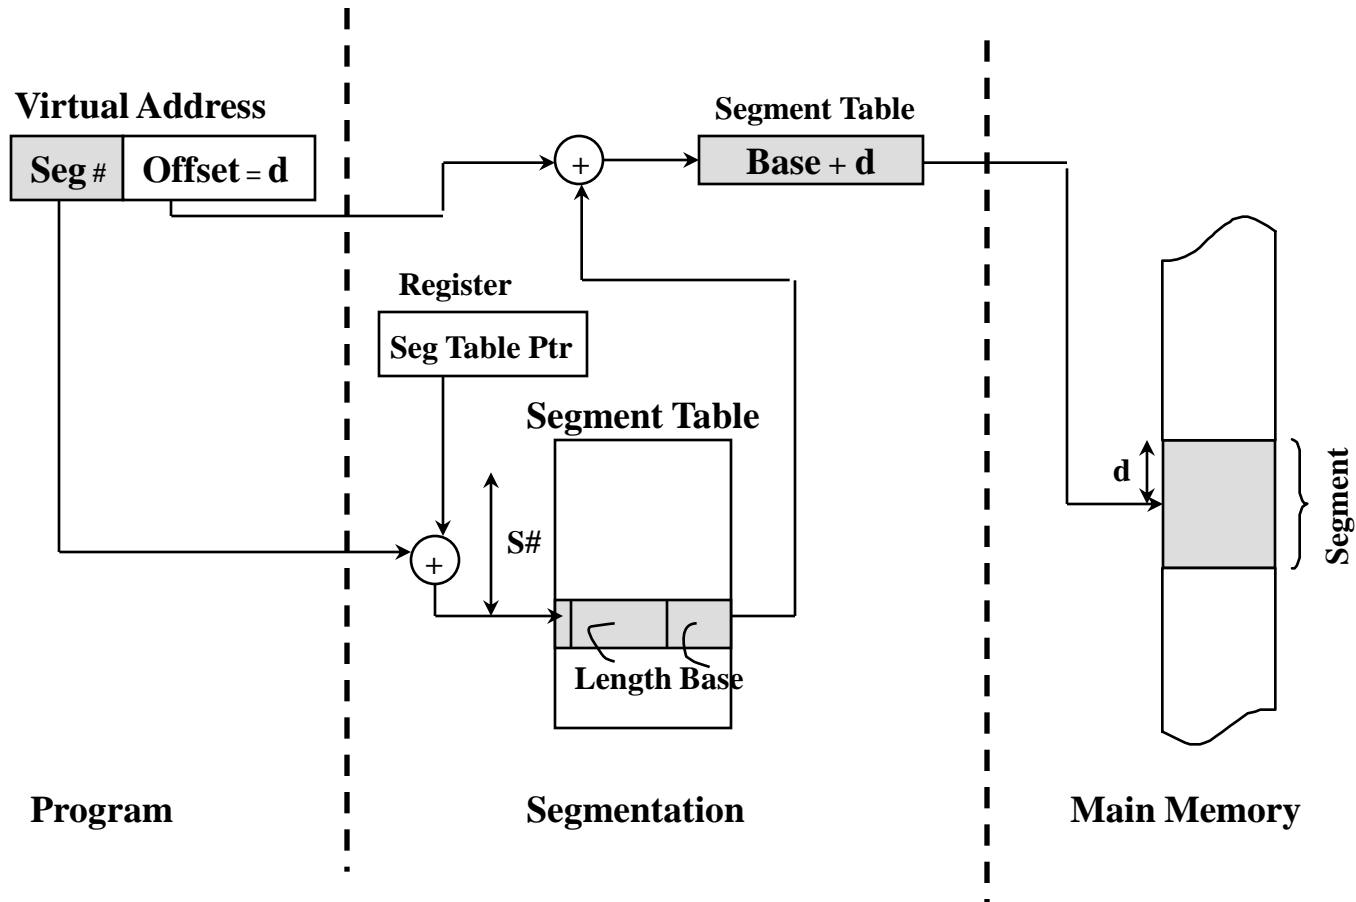 Virtual Address
Seg #
Offset = d
Segment Table
+
Base + d
Register
Seg Table Ptr
Segment Table
S#
+
Length Base
d
Segment
Program
Segmentation
Main Memory